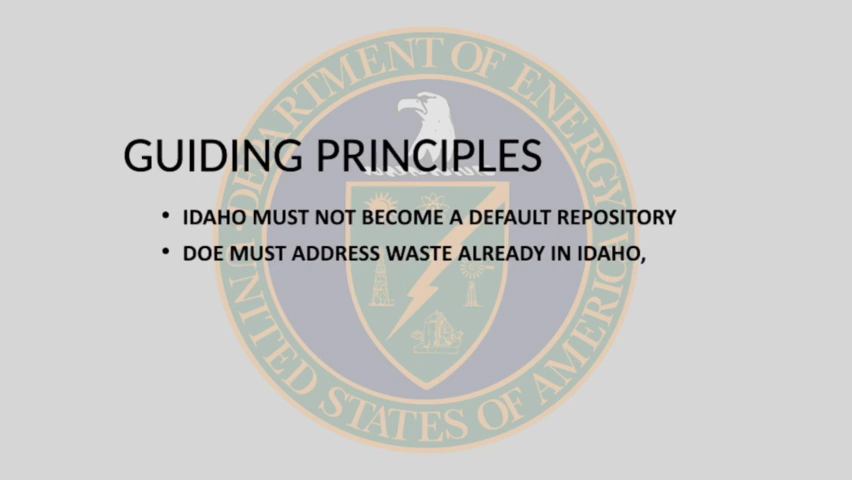 DEPARTMENT OF ENERGY
GUIDING PRINCIPLES
• IDAHO MUST NOT BECOME A DEFAULT REPOSITORY
• DOE MUST ADDRESS WASTE ALREADY IN IDAHO,
UNITED STATES OF AMERICA